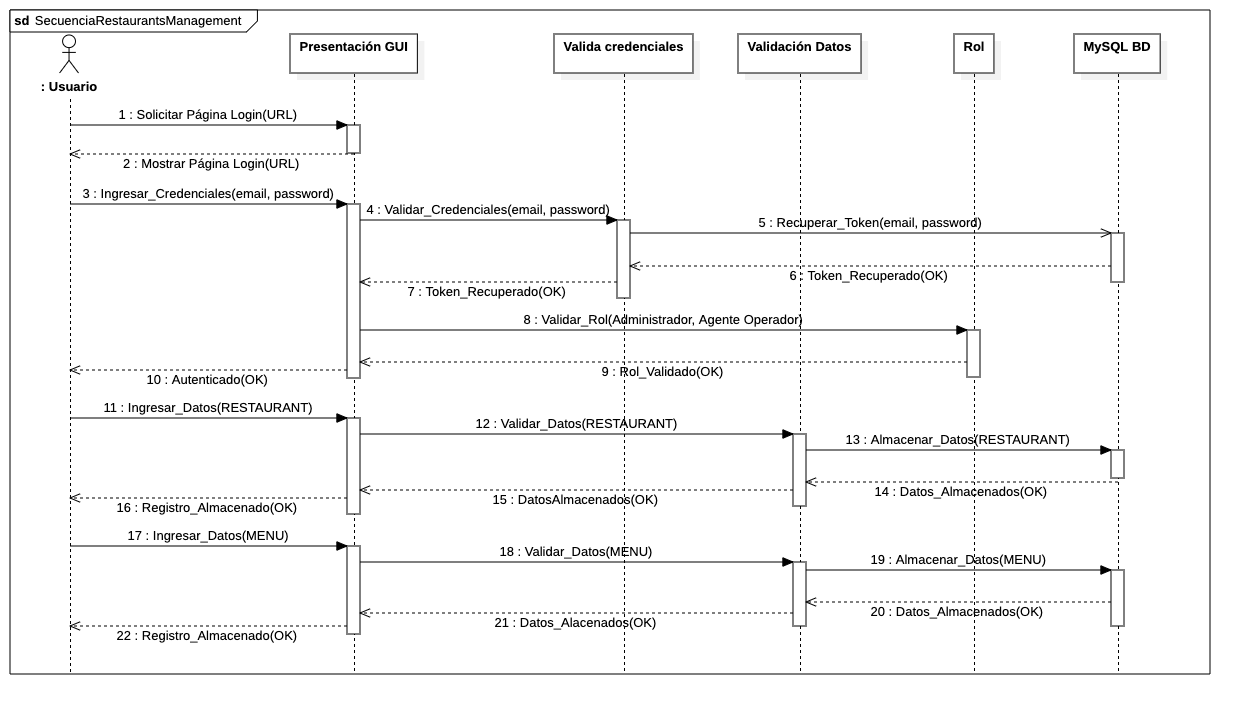 sd SecuenciaRestaurantsManagement
: Usuario
Presentación GUI
Valida credenciales
Validación Datos
Rol
MySQL BD
1 : Solicitar Página Login(URL)
2 : Mostrar Página Login(URL)
3 : Ingresar_Credenciales(email, password)
4 : Validar_Credenciales(email, password)
5 : Recuperar_Token(email, password)
6 : Token_Recuperado(OK)
7 : Token_Recuperado(OK)
8 : Validar_Rol(Administrador, Agente Operador)
9 : Rol_Validado(OK)
10 : Autenticado(OK)
11 : Ingresar_Datos(RESTAURANT)
12 : Validar_Datos(RESTAURANT)
13 : Almacenar_Datos(RESTAURANT)
14 : Datos_Almacenados(OK)
15 : DatosAlmacenados(OK)
16 : Registro_Almacenado(OK)
17 : Ingresar_Datos(MENU)
18 : Validar_Datos(MENU)
19 : Almacenar_Datos(MENU)
20 : Datos_Almacenados(OK)
21 : Datos_Alacenados(OK)
22 : Registro_Almacenado(OK)